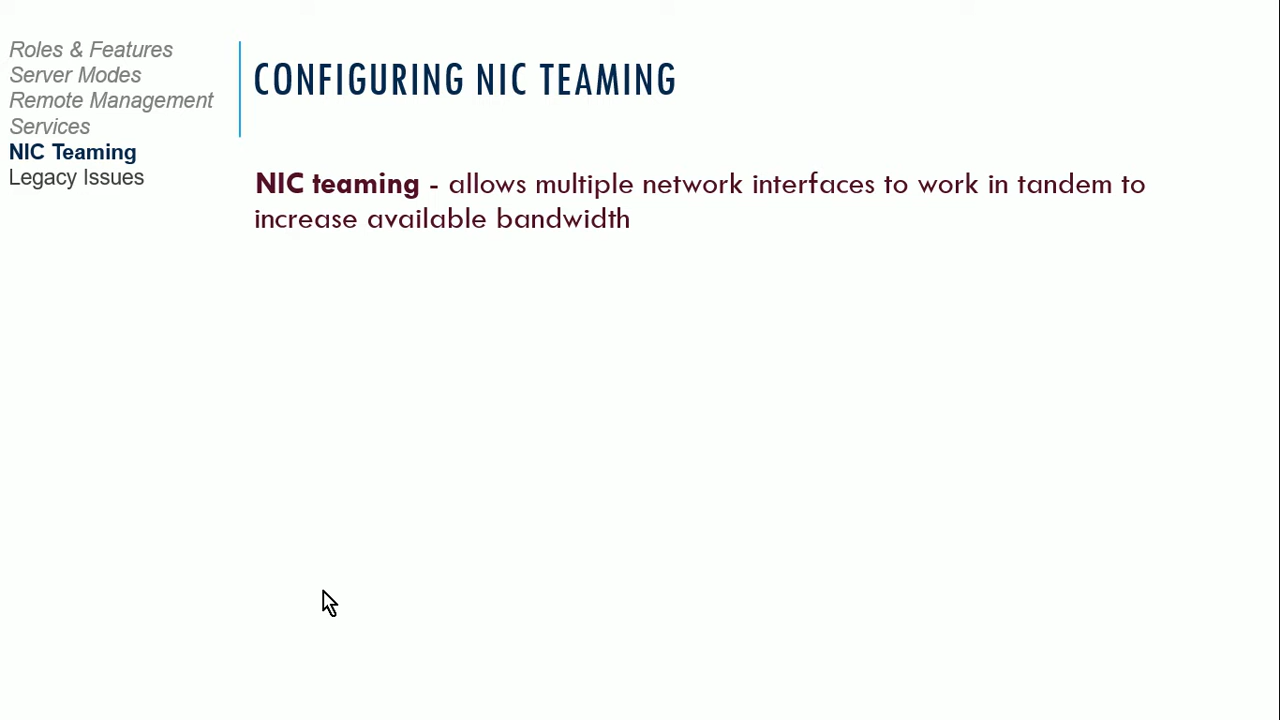 Roles & Features
Server Modes
Remote Management
Services
NIC Teaming
Legacy Issues
CONFIGURING NIC TEAMING
NIC teaming - allows multiple network interfaces to work in tandem to
increase available bandwidth